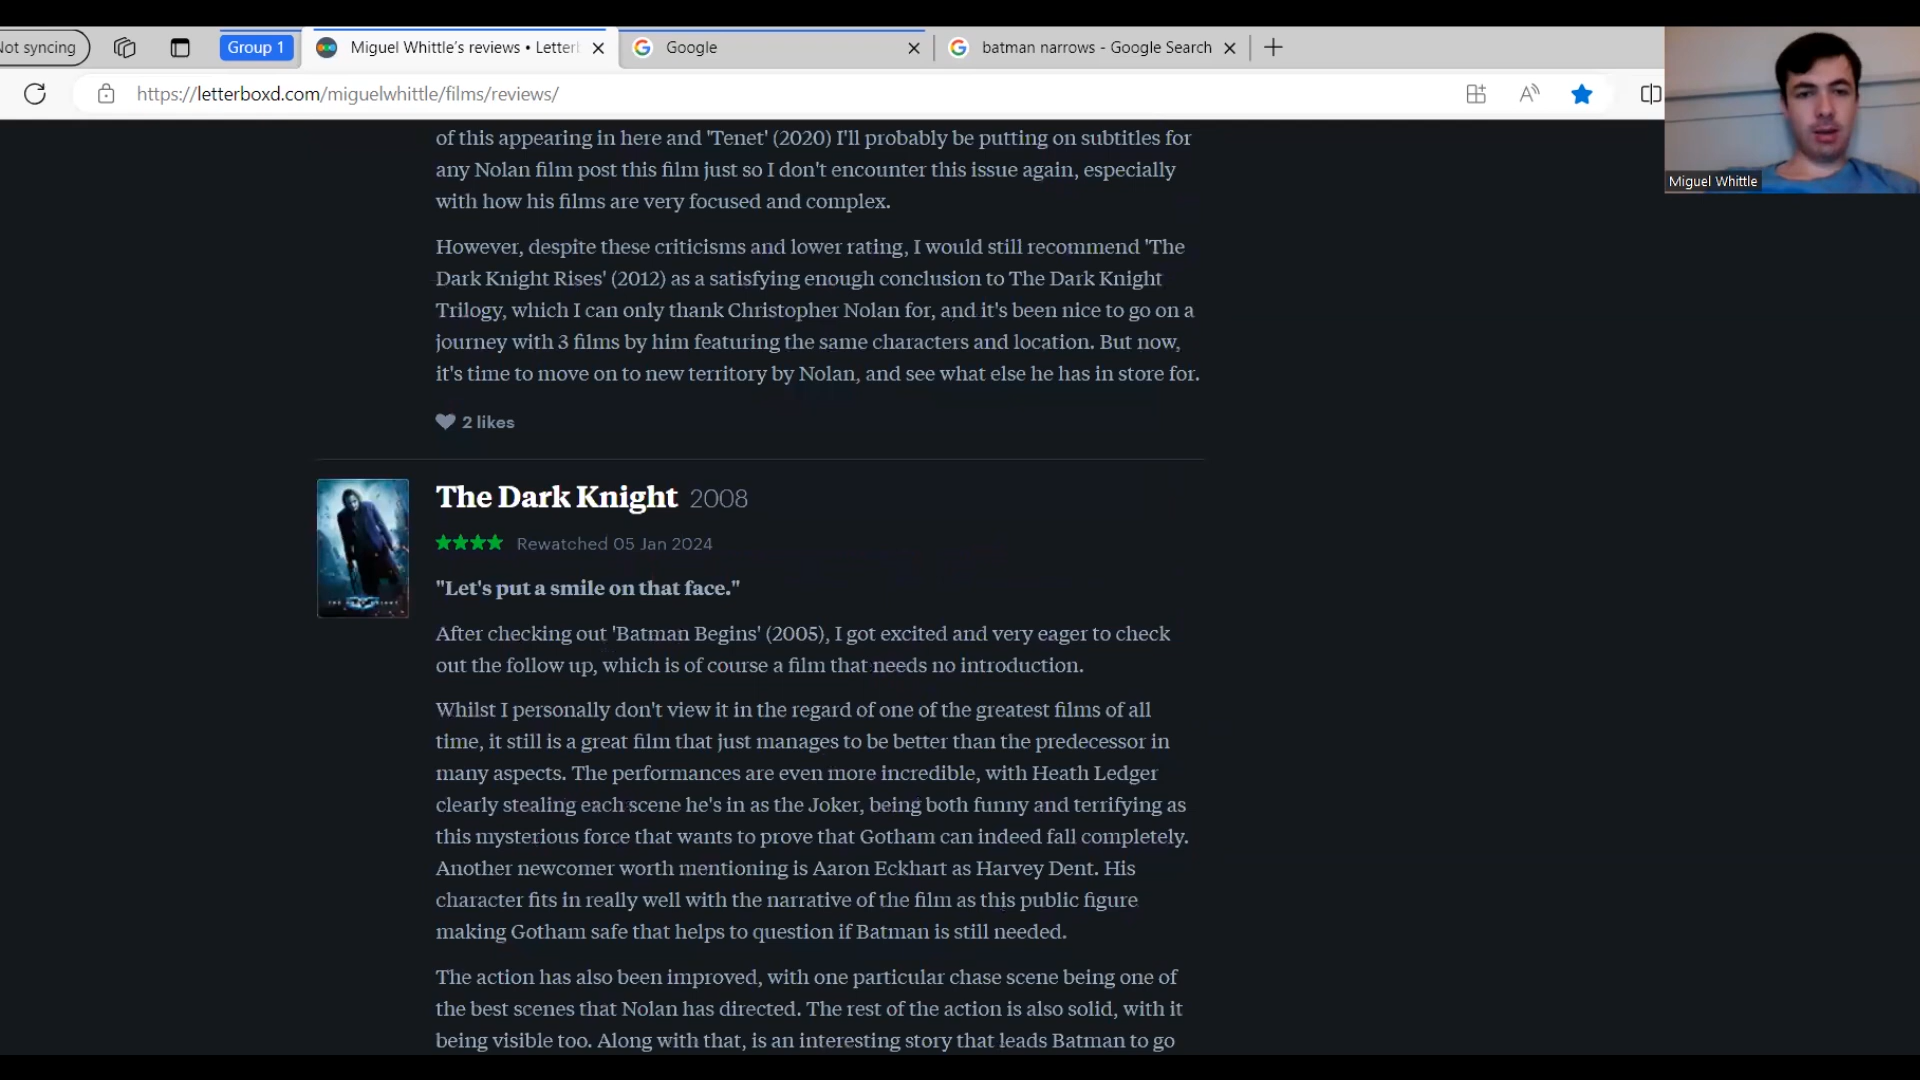 Not syncing
Group 1
Miguel Whittle's reviews • Letter
Google
batman narrows - Google Search
https://letterboxd.com/miguelwhittle/films/reviews/
Miguel Whittle
of this appearing in here and 'Tenet' (2020) I'll probably be putting on subtitles for
any Nolan film post this film just so I don't encounter this issue again, especially
with how his films are very focused and complex.
However, despite these criticisms and lower rating, I would still recommend 'The
Dark Knight Rises' (2012) as a satisfying enough conclusion to The Dark Knight
Trilogy, which I can only thank Christopher Nolan for, and it's been nice to go on a
journey with 3 films by him featuring the same characters and location. But now,
it's time to move on to new territory by Nolan, and see what else he has in store for.
2 likes
The Dark Knight 2008
Rewatched 05 Jan 2024
"Let's put a smile on that face."
After checking out 'Batman Begins' (2005), I got excited and very eager to check
out the follow up, which is of course a film that needs no introduction.
Whilst I personally don't view it in the regard of one of the greatest films of all
time, it still is a great film that just manages to be better than the predecessor in
many aspects. The performances are even more incredible, with Heath Ledger
clearly stealing each scene he's in as the Joker, being both funny and terrifying as
this mysterious force that wants to prove that Gotham can indeed fall completely.
Another newcomer worth mentioning is Aaron Eckhart as Harvey Dent. His
character fits in really well with the narrative of the film as this public figure
making Gotham safe that helps to question if Batman is still needed.
The action has also been improved, with one particular chase scene being one of
the best scenes that Nolan has directed. The rest of the action is also solid, with it
being visible too. Along with that, is an interesting story that leads Batman to go